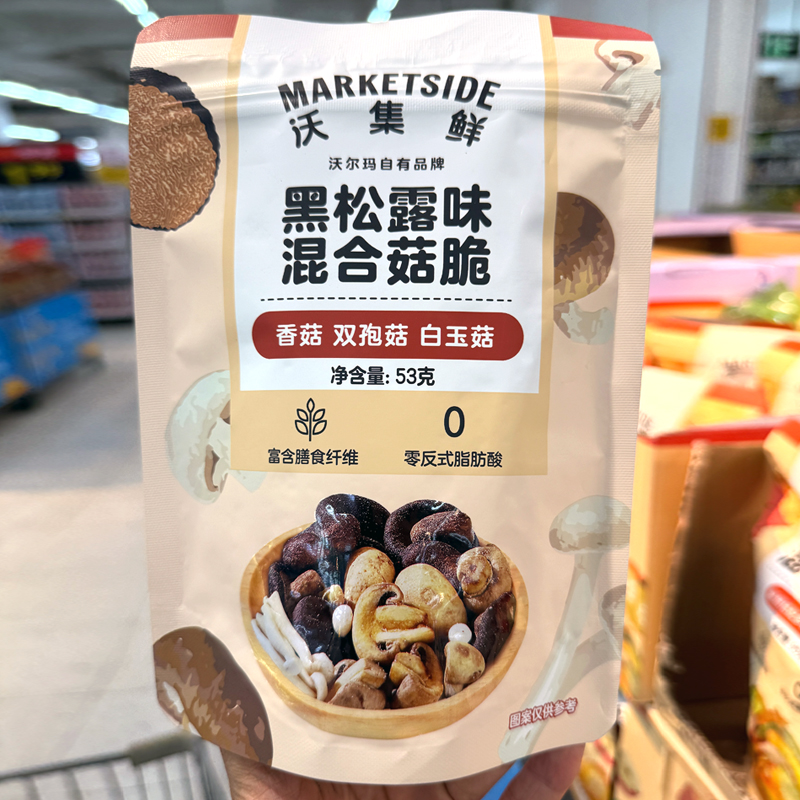 MARKETSIDE
沃集鲜
沃尔玛自有品牌
黑松露味
混合菇脆
香菇 双孢菇 白玉菇
净含量: 53克
0
富含膳食纤维 零反式脂肪酸
图案仅供参考